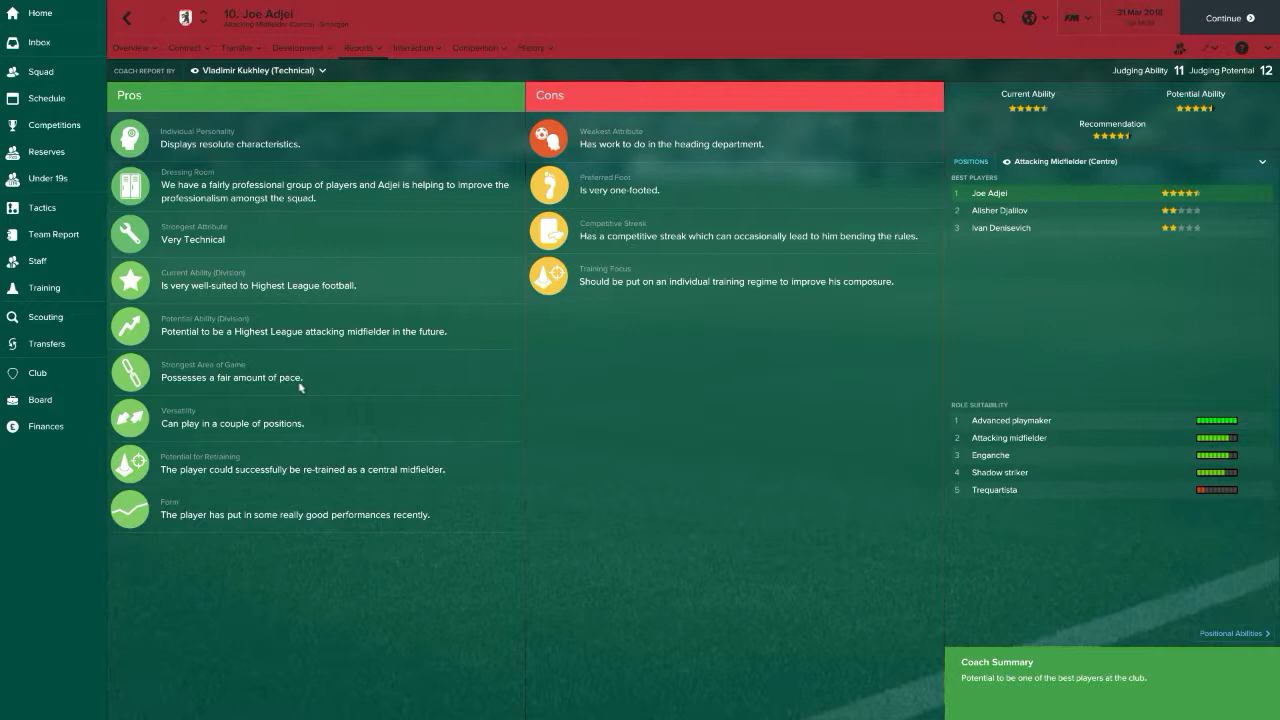 Home
Inbox
Squad
Schedule
Competitions
Reserves
Under 19s
Tactics
Team Report
Staff
Training
Scouting
Transfers
Club
Board
Finances
10. Joe Adjei
Attacking Midfielder (Centre) - Smorgon
FM
31 Mar 2018
Continue
Overview
Contract
Transfer
Development
Reports
Interaction
Comparison
History
COACH REPORT BY
Vladimir Kukhley (Technical)
Judging Ability 11 Judging Potential 12
Pros
Individual Personality
Displays resolute characteristics.
Dressing Room
We have a fairly professional group of players and Adjei is helping to improve the
professionalism amongst the squad.
Strongest Attribute
Very Technical
Current Ability (Division)
Is very well-suited to Highest League football.
Potential Ability (Division)
Potential to be a Highest League attacking midfielder in the future.
Strongest Area of Game
Possesses a fair amount of pace.
Versatility
Can play in a couple of positions.
Potential for Retraining
The player could successfully be re-trained as a central midfielder.
Form
The player has put in some really good performances recently.
Cons
Weakest Attribute
Has work to do in the heading department.
Preferred Foot
Is very one-footed.
Competitive Streak
Has a competitive streak which can occasionally lead to him bending the rules.
Training Focus
Should be put on an individual training regime to improve his composure.
Current Ability
Potential Ability
Recommendation
POSITIONS
Attacking Midfielder (Centre)
BEST PLAYERS
1 Joe Adjei
2 Alisher Djalilov
3 Ivan Denisevich
ROLE SUITABILITY
1 Advanced playmaker
2 Attacking midfielder
3 Enganche
4 Shadow striker
5 Trequartista
Positional Abilities
Coach Summary
Potential to be one of the best players at the club.